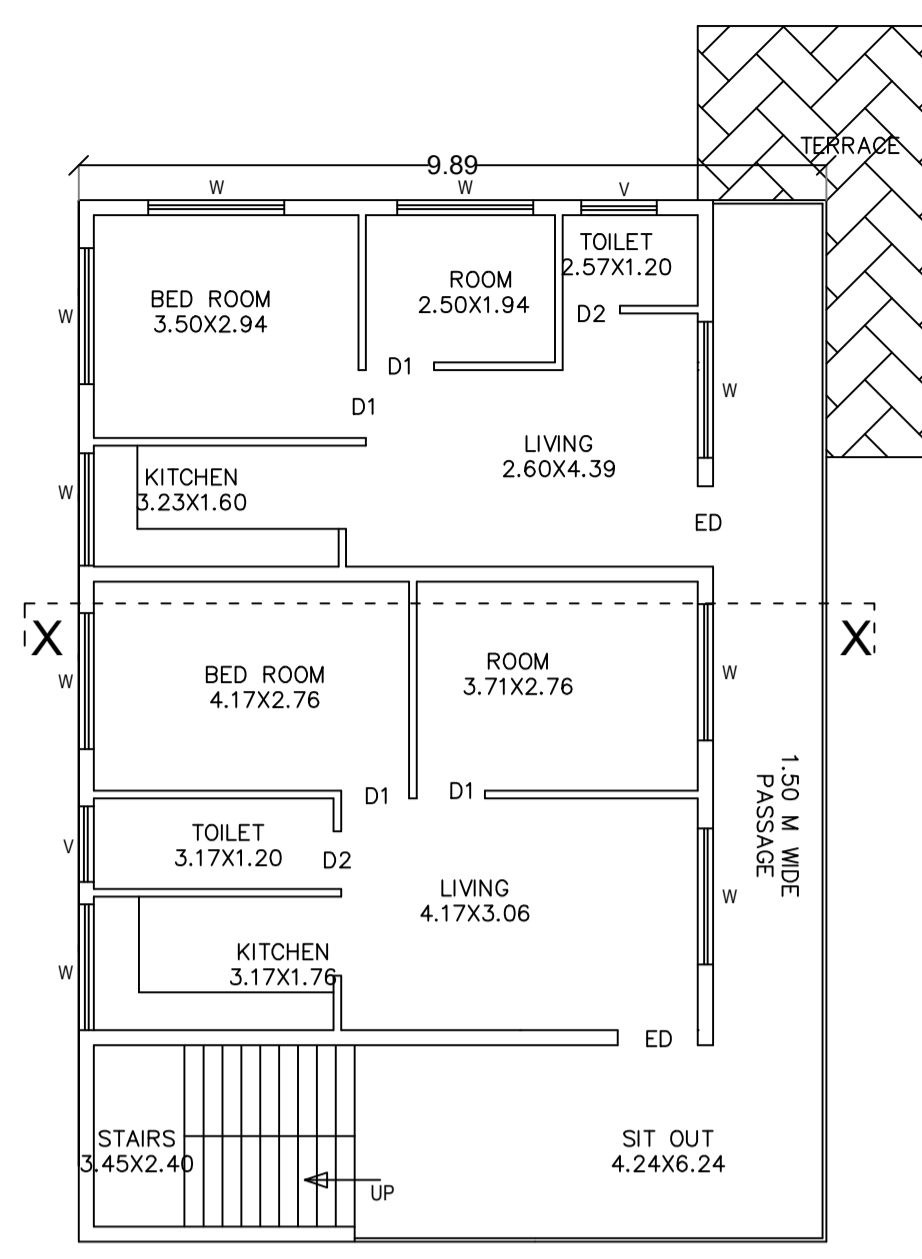 TERRACE
9.89
W
W
V
TOILET
2.57X1.20
ROOM
2.50X1.94
BED ROOM
3.50X2.94
W
D2
D1
W
D1
LIVING
2.60X4.39
KITCHEN
3.23X1.60
W
ED
X
X
BED ROOM
4.17X2.76
ROOM
3.71X2.76
W
W
D1
D1
1.50 M WIDE
PASSAGE
TOILET
3.17X1.20
V
D2
LIVING
4.17X3.06
W
KITCHEN
3.17X1.76
W
ED
STAIRS
3.45X2.40
SIT OUT
4.24X6.24
UP